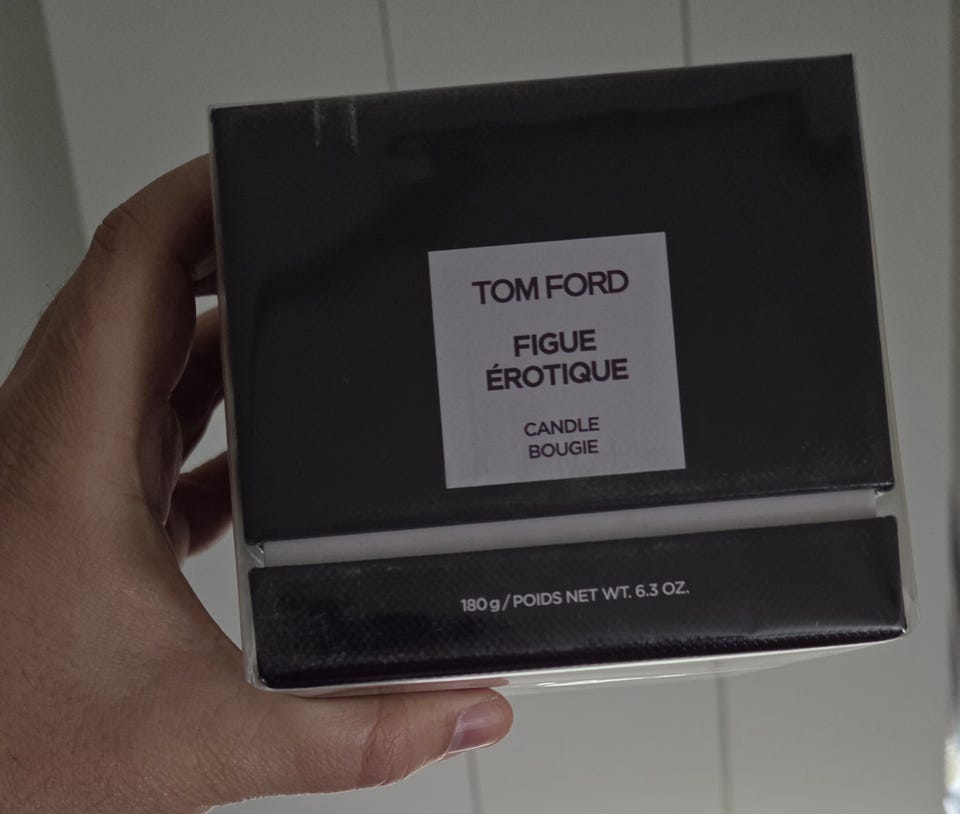 TOM FORD
FIGUE
ÉROTIQUE
CANDLE
BOUGIE
180 g / POIDS NET WT. 6.3 OZ.